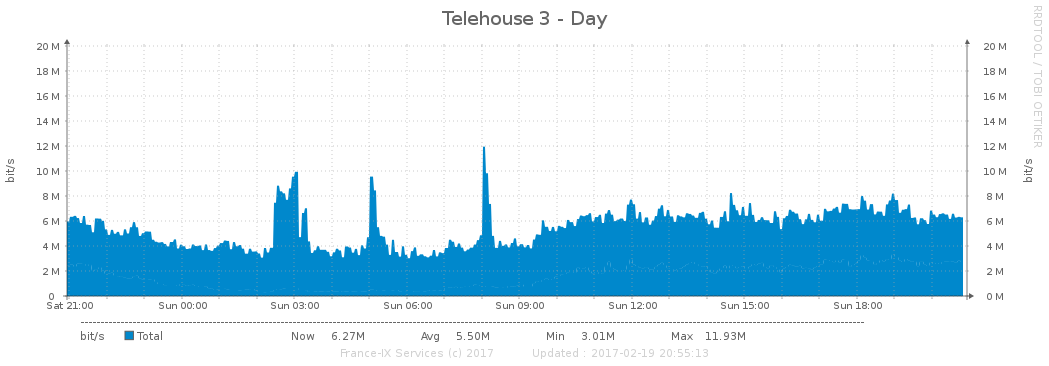 Telehouse 3 - Day
RRDTOOL / TOBI OETIKER
bit/s
bit/s
20 M 20 M
18 M 18 M
16 M 16 M
14 M 14 M
12 M 12 M
10 M 10 M
8 M 8 M
6 M 6 M
4 M 4 M
2 M 2 M
0 0 M
Sat 21:00 Sun 00:00 Sun 03:00 Sun 06:00 Sun 09:00 Sun 12:00 Sun 15:00 Sun 18:00
bit/s Total Now 6.27M Avg 5.50M Min 3.01M Max 11.93M
France-IX Services (c) 2017 Updated : 2017-02-19 20:55:13